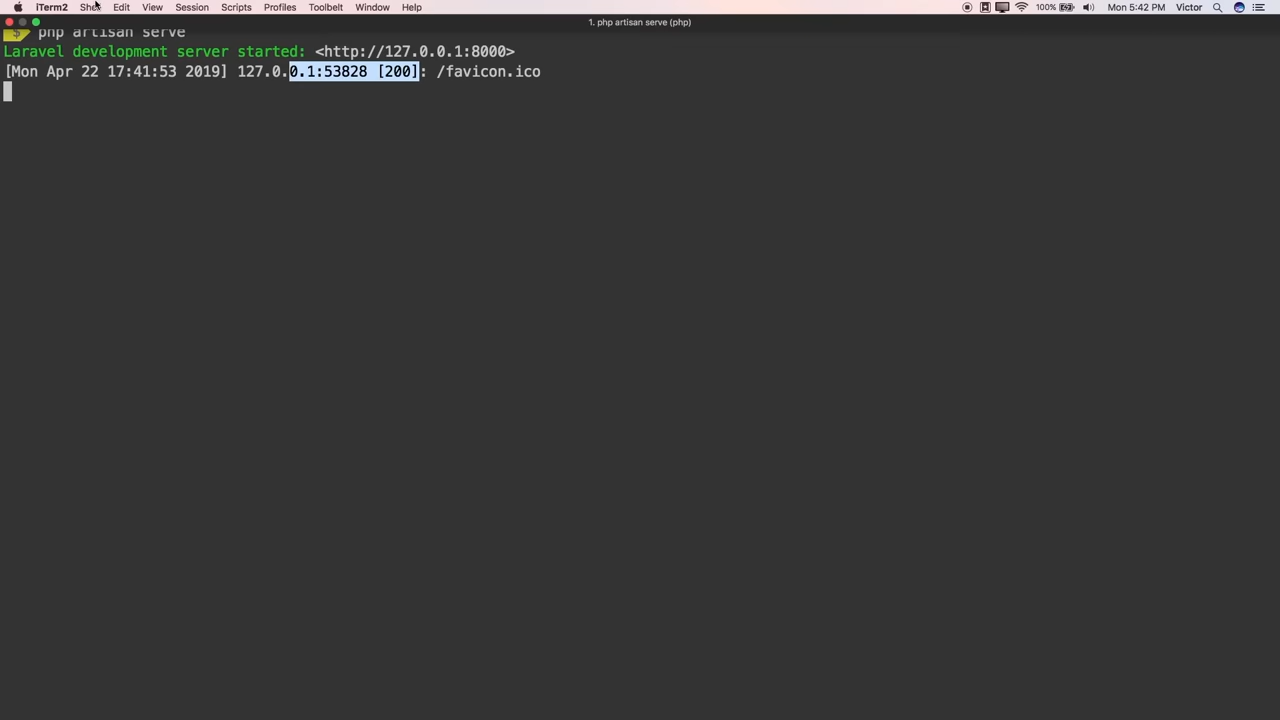 iTerm2 Shell Edit View Session Scripts Profiles Toolbelt Window Help 100% Mon 5:42 PM Victor
1. php artisan serve (php)
$ php artisan serve
Laravel development server started: <http://127.0.0.1:8000>
[Mon Apr 22 17:41:53 2019] 127.0.0.1:53828 [200]: /favicon.ico